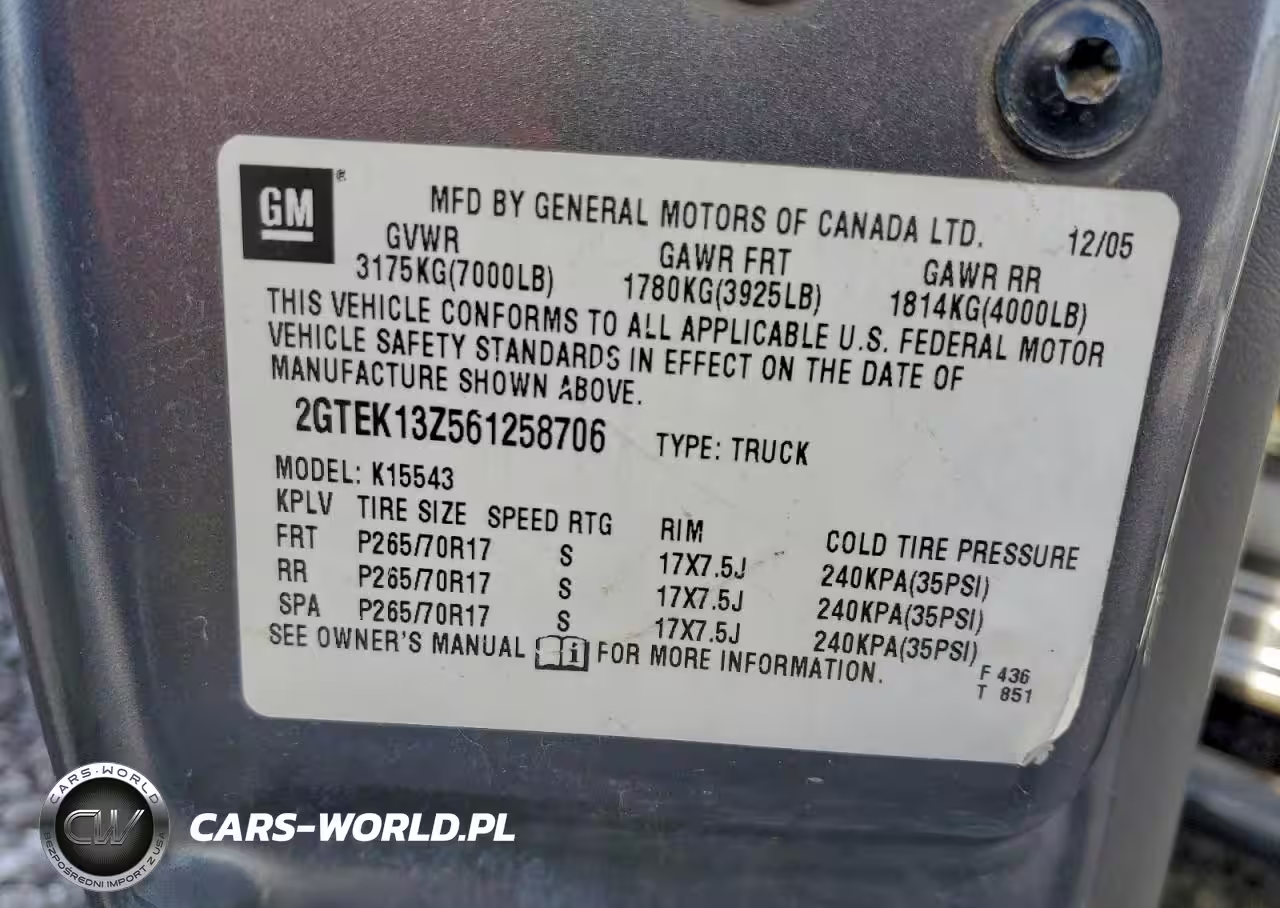 GM®
MFD BY GENERAL MOTORS OF CANADA LTD. 12/05
GVWR GAWR FRT GAWR RR
3175KG(7000LB) 1780KG(3925LB) 1814KG(4000LB)
THIS VEHICLE CONFORMS TO ALL APPLICABLE U.S. FEDERAL MOTOR
VEHICLE SAFETY STANDARDS IN EFFECT ON THE DATE OF
MANUFACTURE SHOWN ABOVE.
2GTEK13Z561258706 TYPE: TRUCK
MODEL: K15543
KPLV TIRE SIZE SPEED RTG RIM COLD TIRE PRESSURE
FRT P265/70R17 S 17X7.5J 240KPA(35PSI)
RR P265/70R17 S 17X7.5J 240KPA(35PSI)
SPA P265/70R17 S 17X7.5J 240KPA(35PSI)
SEE OWNER'S MANUAL i FOR MORE INFORMATION.
F 436
T 851
CARS-WORLD
CW
BEZPOŚREDNI IMPORT Z USA
CARS-WORLD.PL